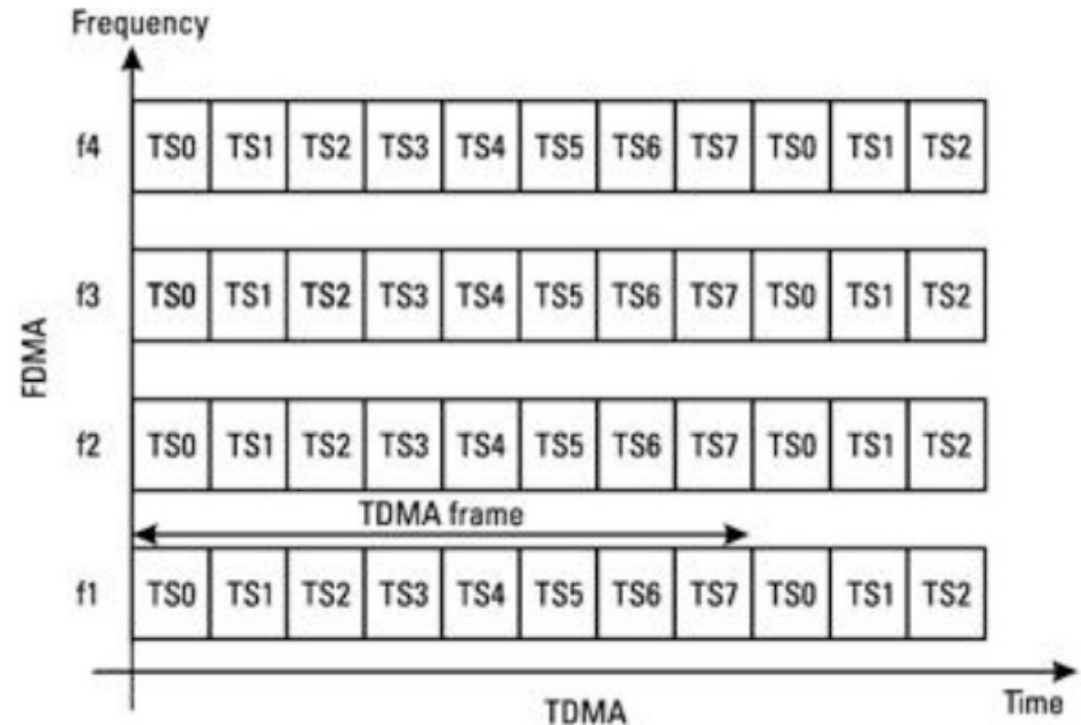 Frequency
f4 TS0 TS1 TS2 TS3 TS4 TS5 TS6 TS7 TS0 TS1 TS2
f3 TS0 TS1 TS2 TS3 TS4 TS5 TS6 TS7 TS0 TS1 TS2
FDMA
f2 TS0 TS1 TS2 TS3 TS4 TS5 TS6 TS7 TS0 TS1 TS2
TDMA frame
f1 TS0 TS1 TS2 TS3 TS4 TS5 TS6 TS7 TS0 TS1 TS2
Time
TDMA